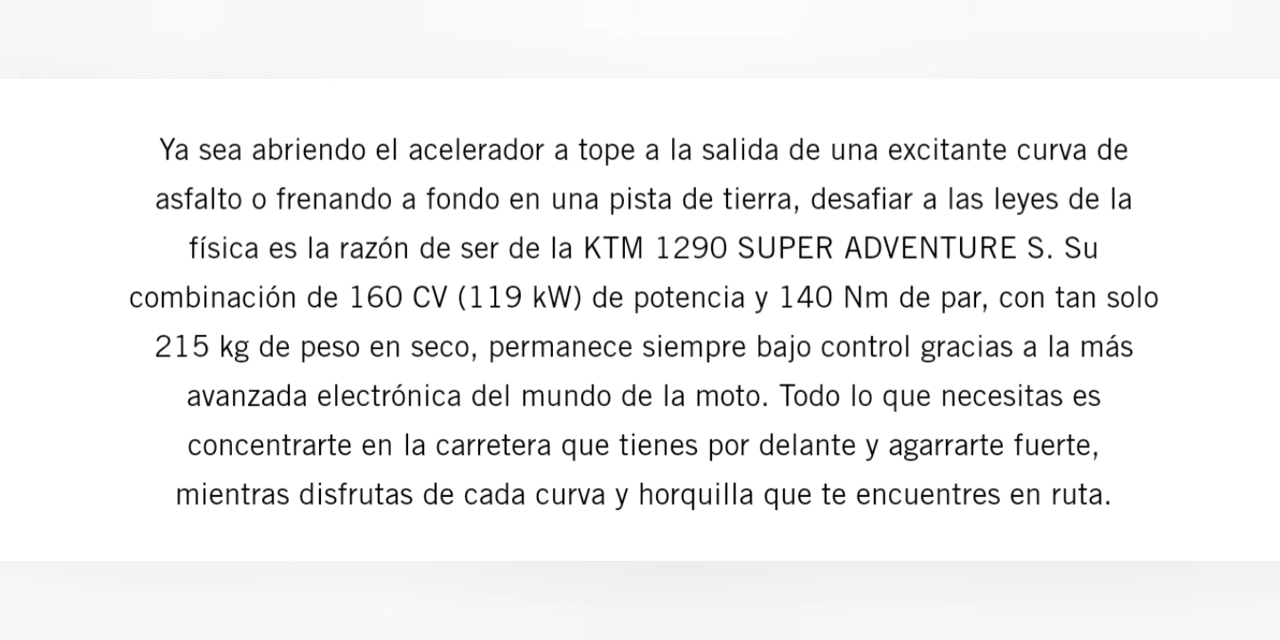 Ya sea abriendo el acelerador a tope a la salida de una excitante curva de
asfalto o frenando a fondo en una pista de tierra, desafiar a las leyes de la
física es la razón de ser de la KTM 1290 SUPER ADVENTURE S. Su
combinación de 160 CV (119 kW) de potencia y 140 Nm de par, con tan solo
215 kg de peso en seco, permanece siempre bajo control gracias a la más
avanzada electrónica del mundo de la moto. Todo lo que necesitas es
concentrarte en la carretera que tienes por delante y agarrarte fuerte,
mientras disfrutas de cada curva y horquilla que te encuentres en ruta.